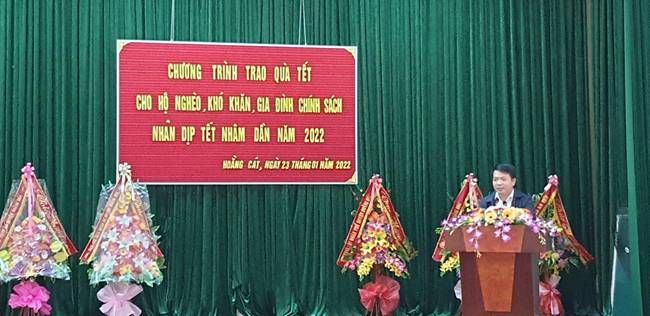 CHƯƠNG TRÌNH TRAO QUÀ TẾT
CHO HỘ NGHÈO, KHÓ KHĂN, GIA ĐÌNH CHÍNH SÁCH
NHÂN DỊP TẾT NHÂM DẦN NĂM 2022
HOẰNG CÁT, NGÀY 23 THÁNG 01 NĂM 2022